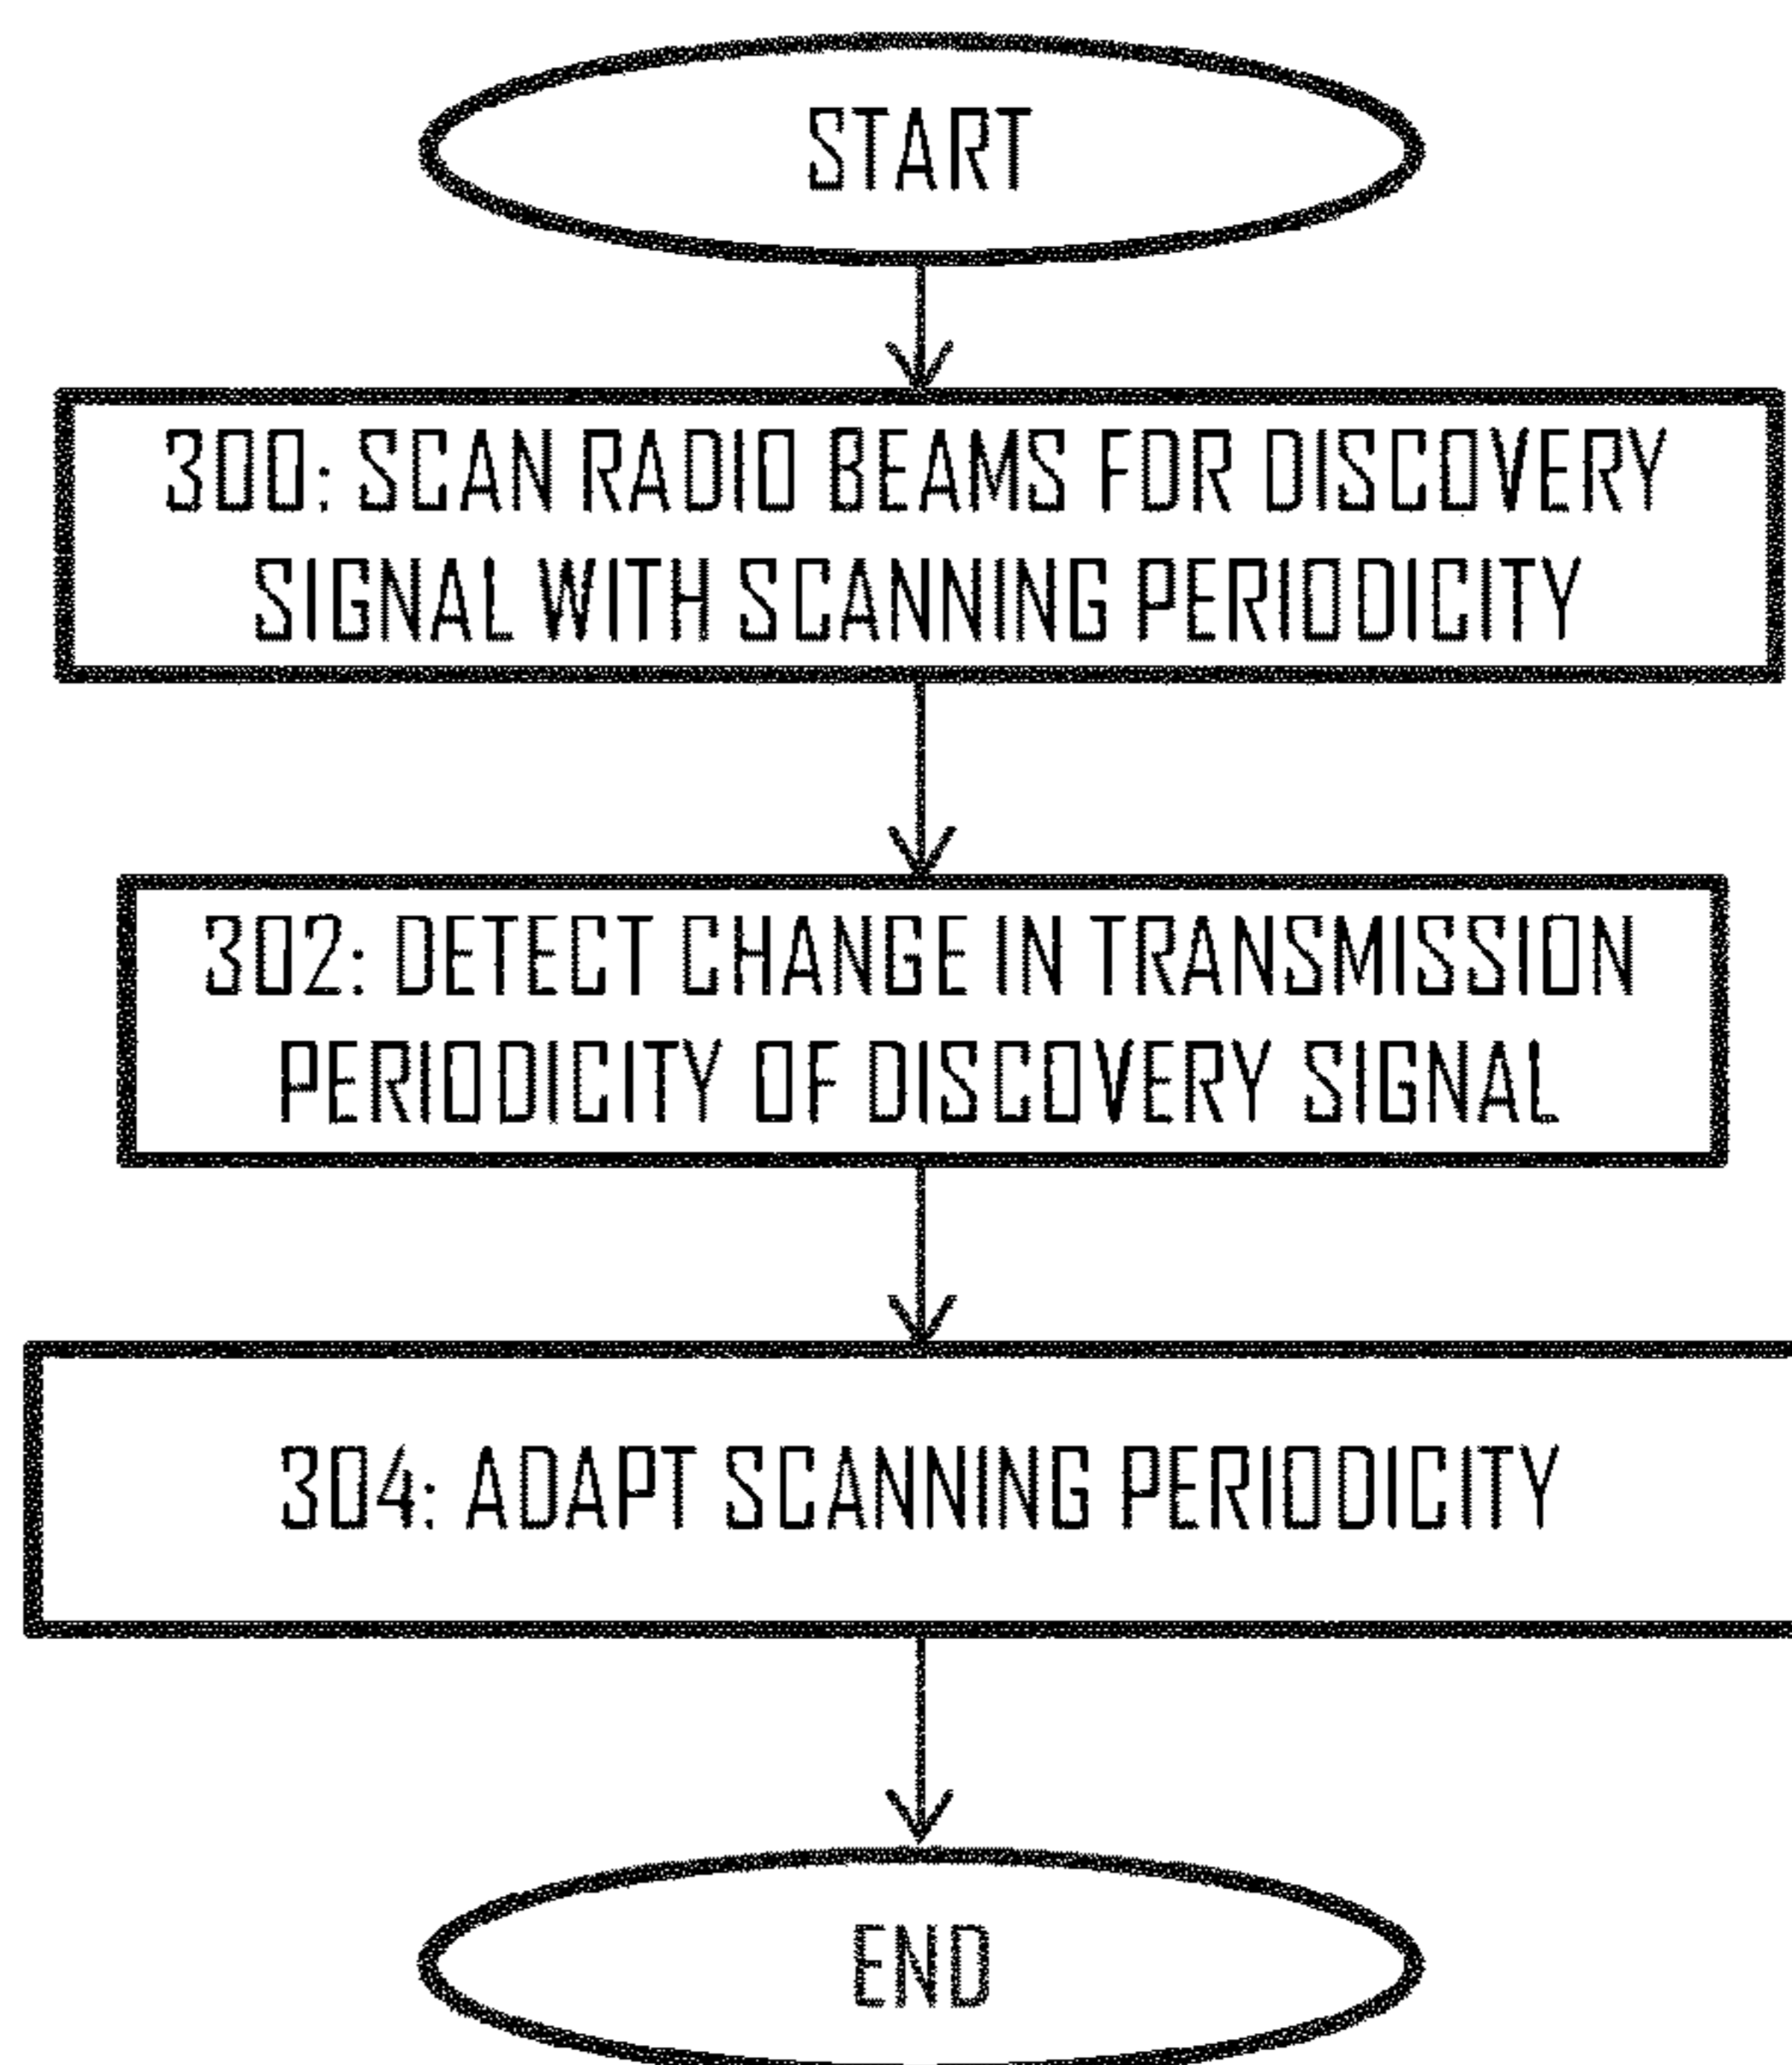 START
300: SCAN RADIO BEAMS FOR DISCOVERY
SIGNAL WITH SCANNING PERIODICITY
302: DETECT CHANGE IN TRANSMISSION
PERIODICITY OF DISCOVERY SIGNAL
304: ADAPT SCANNING PERIODICITY
END